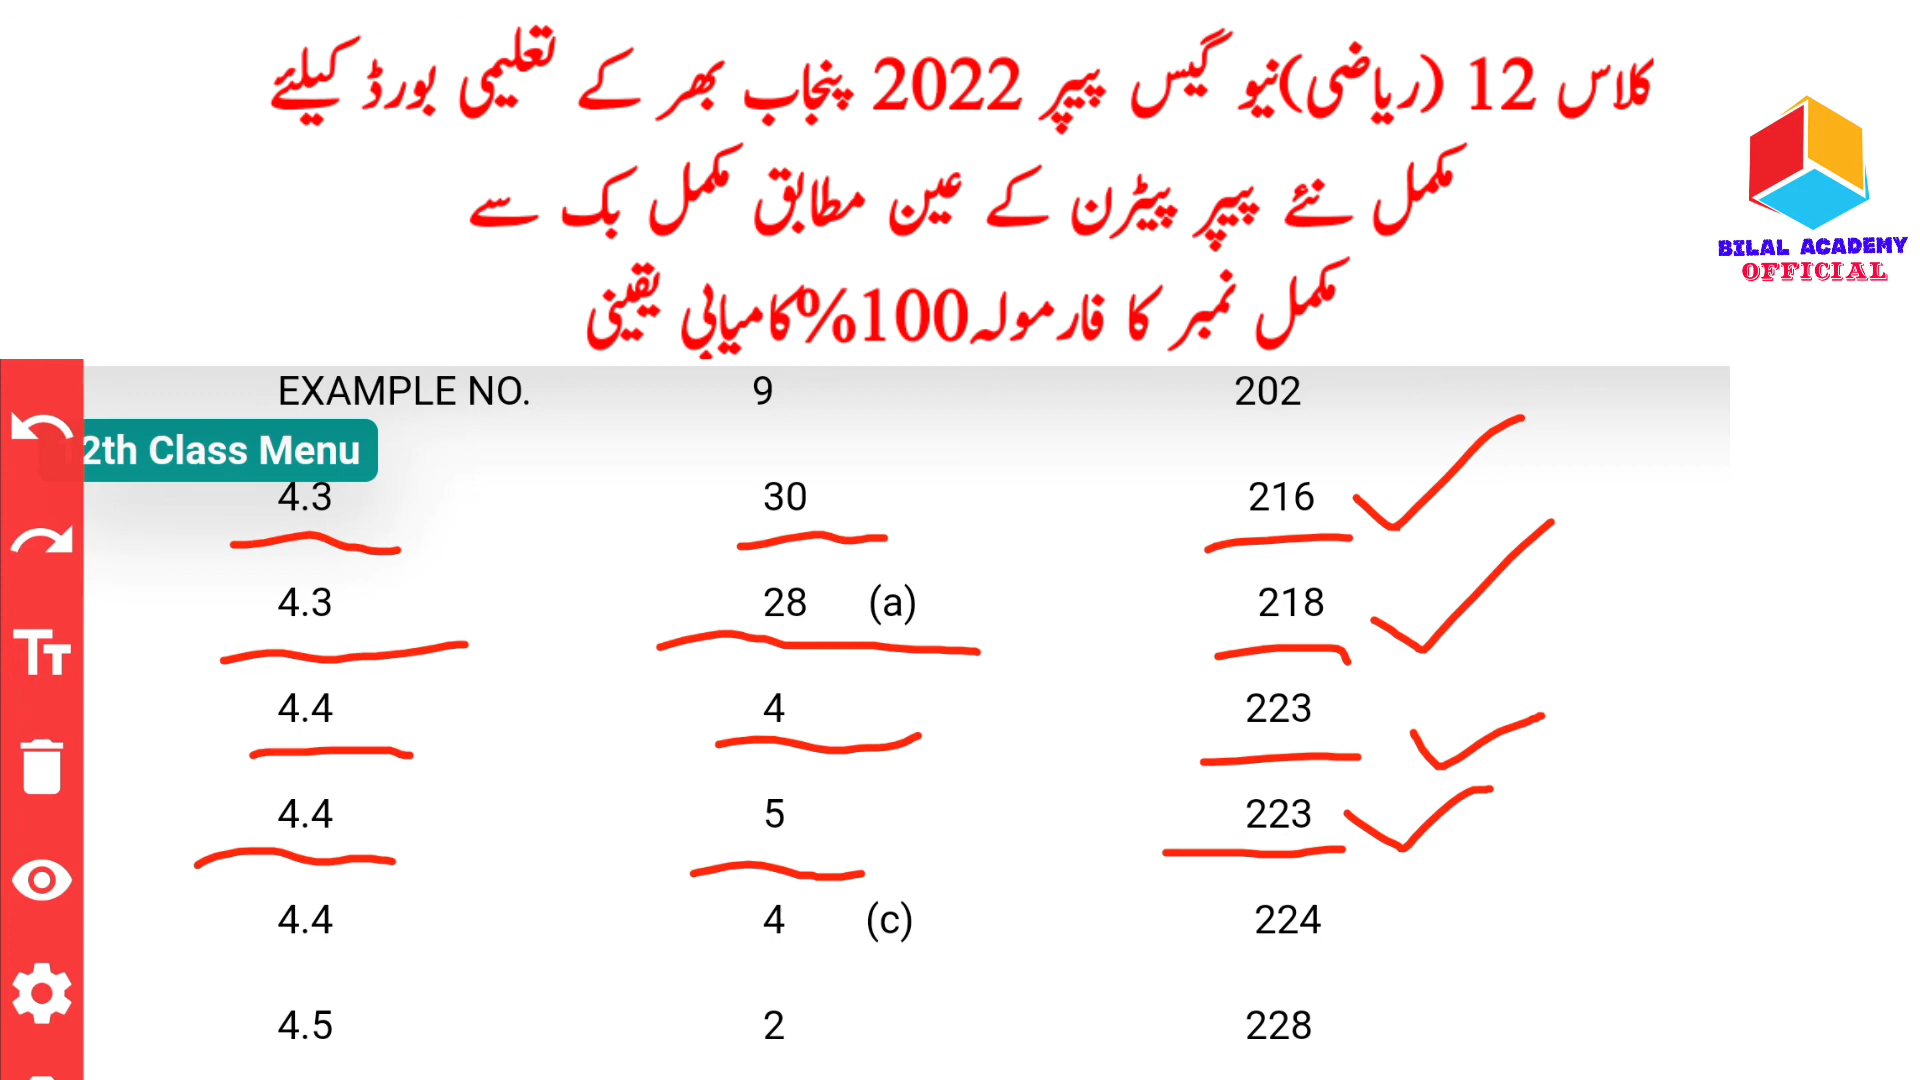 کلاس 12 (ریاضی)نیو گیس پیپر 2022 پنجاب بھر کے تعلیمی بورڈ کیلئے
مکمل نئے پیپر پیٹرن کے عین مطابق مکمل بک سے
مکمل نمبر کا فارمولہ100%کامیابی یقینی
BILAL ACADEMY
OFFICIAL
EXAMPLE NO. 9 202
2th Class Menu
4.3 30 216
4.3 28 (a) 218
4.4 4 223
4.4 5 223
4.4 4 (c) 224
4.5 2 228